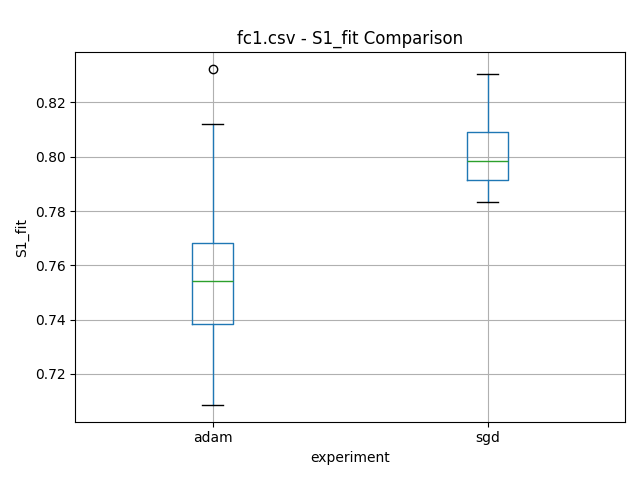 fc1.csv - S1_fit Comparison
0.82
0.80
0.78
0.76
0.74
0.72
S1_fit
adam
sgd
experiment